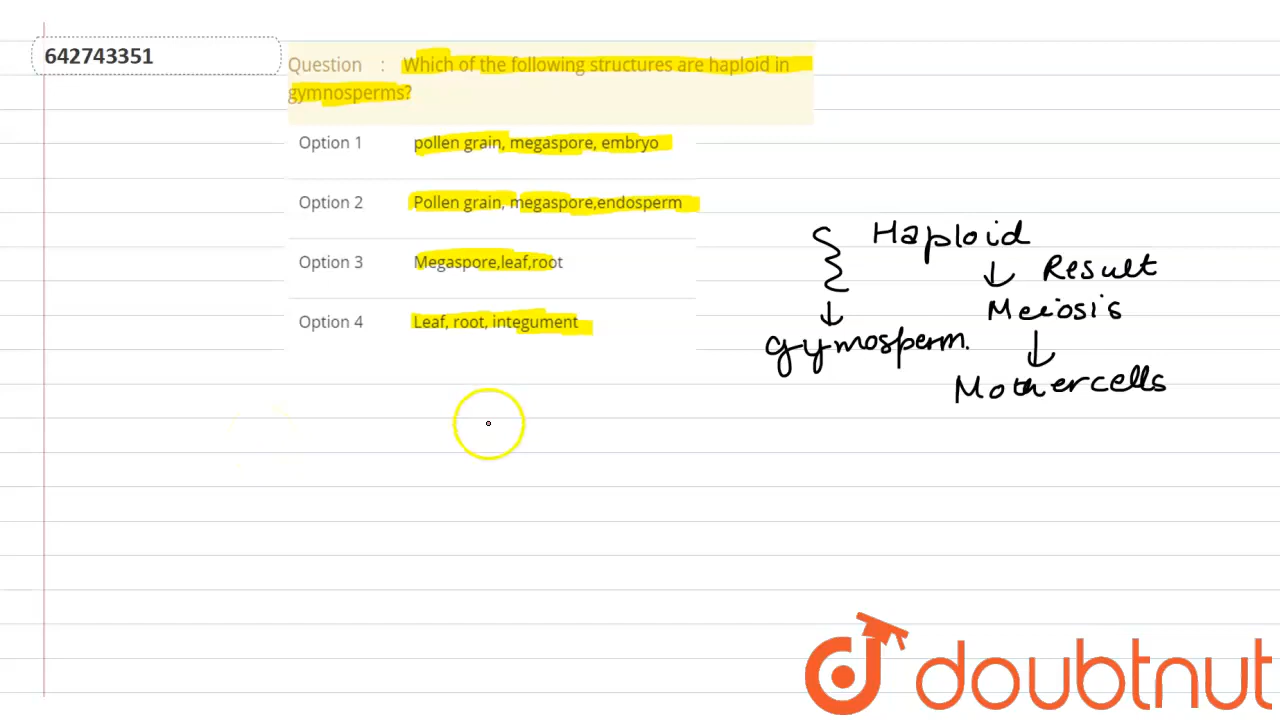 642743351
Question : Which of the following structures are haploid in
gymnosperms?
Option 1 pollen grain, megaspore, embryo
Option 2 Pollen grain, megaspore,endosperm
Option 3 Megaspore,leaf,root
Option 4 Leaf, root, integument
Haploid
Result
Meiosis
gymosperm.
Mothercells
doubtnut